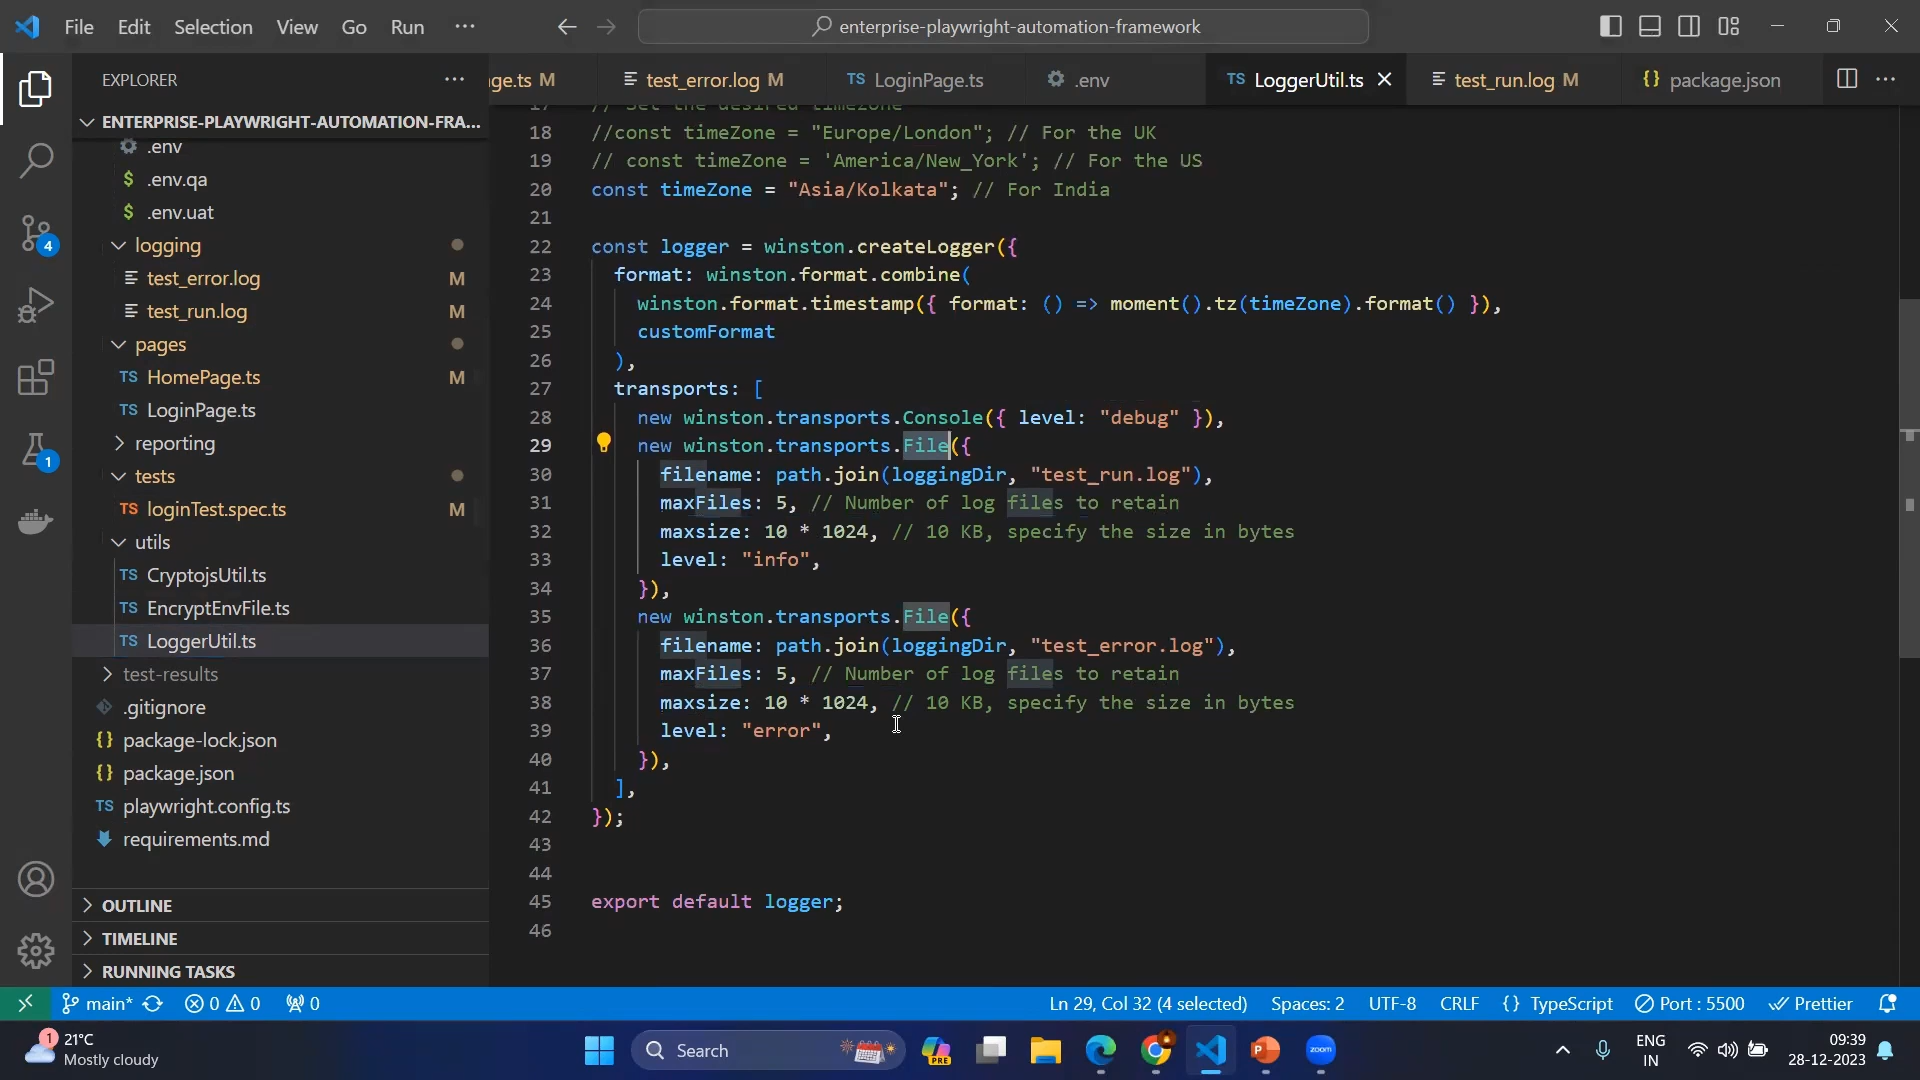 File Edit Selection View Go Run ···
enterprise-playwright-automation-framework
EXPLORER
ge.ts M
test_error.log M
TS LoginPage.ts
.env
TS LoggerUtil.ts
test_run.log M
{} package.json
ENTERPRISE-PLAYWRIGHT-AUTOMATION-FRA...
.env
$ .env.qa
$ .env.uat
logging
test_error.log M
test_run.log M
pages
TS HomePage.ts M
TS LoginPage.ts
reporting
tests
TS loginTest.spec.ts M
utils
TS CryptojsUtil.ts
TS EncryptEnvFile.ts
TS LoggerUtil.ts
test-results
.gitignore
{} package-lock.json
{} package.json
TS playwright.config.ts
requirements.md
OUTLINE
TIMELINE
RUNNING TASKS
4
1
17 // Set the desired timezone
18 //const timeZone = "Europe/London"; // For the UK
19 // const timeZone = 'America/New_York'; // For the US
20 const timeZone = "Asia/Kolkata"; // For India
21
22 const logger = winston.createLogger({
23 format: winston.format.combine(
24 winston.format.timestamp({ format: () => moment().tz(timeZone).format() }),
25 customFormat
26 ),
27 transports: [
28 new winston.transports.Console({ level: "debug" }),
29 new winston.transports.File({
30 filename: path.join(loggingDir, "test_run.log"),
31 maxFiles: 5, // Number of log files to retain
32 maxsize: 10 * 1024, // 10 KB, specify the size in bytes
33 level: "info",
34 }),
35 new winston.transports.File({
36 filename: path.join(loggingDir, "test_error.log"),
37 maxFiles: 5, // Number of log files to retain
38 maxsize: 10 * 1024, // 10 KB, specify the size in bytes
39 level: "error",
40 }),
41 ],
42 });
43
44
45 export default logger;
46
main* 0 0 0
Ln 29, Col 32 (4 selected) Spaces: 2 UTF-8 CRLF {} TypeScript Port : 5500 Prettier
1
21°C
Mostly cloudy
Search
PRE
zoom
ENG
IN
09:39
28-12-2023